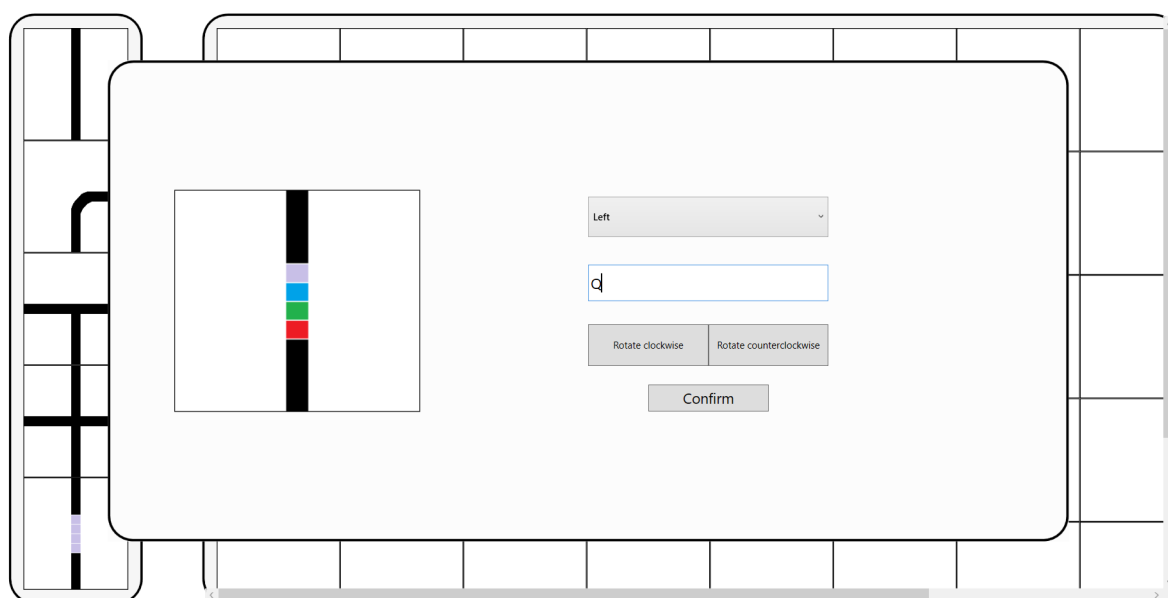 Left
Q
Rotate clockwise
Rotate counterclockwise
Confirm